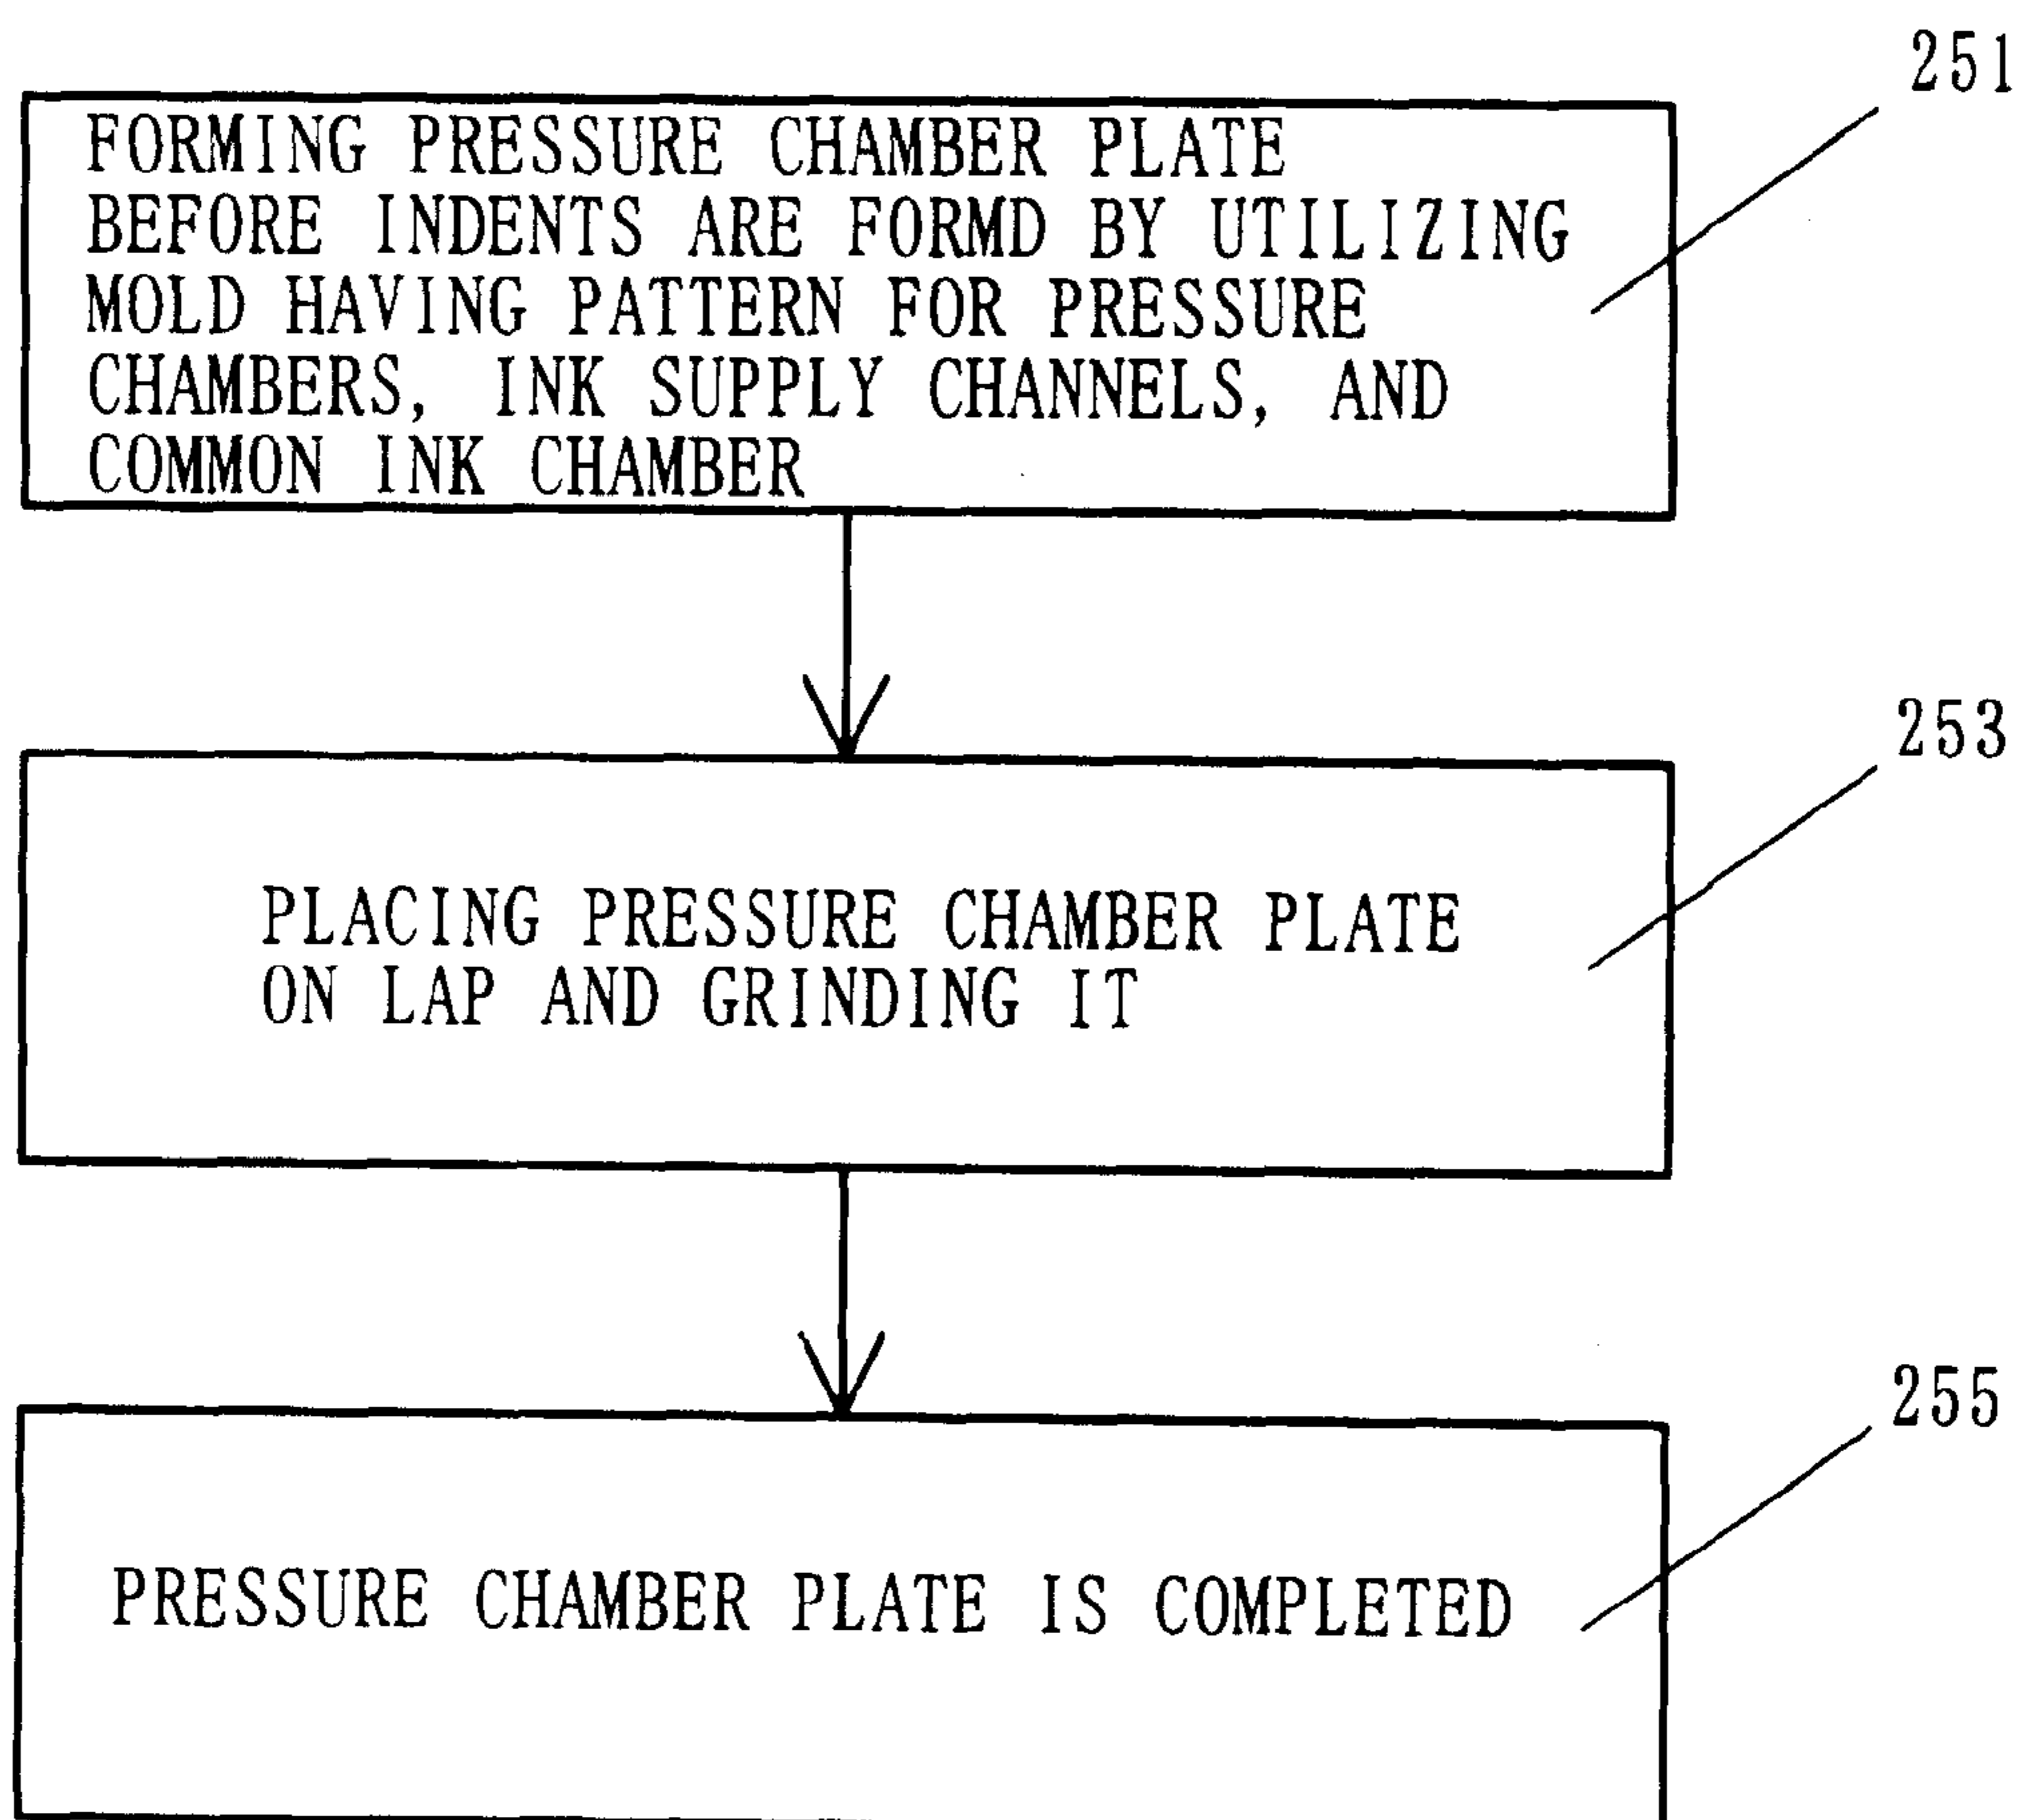 251
FORMING PRESSURE CHAMBER PLATE
BEFORE INDENTS ARE FORMD BY UTILIZING
MOLD HAVING PATTERN FOR PRESSURE
CHAMBERS, INK SUPPLY CHANNELS, AND
COMMON INK CHAMBER
253
PLACING PRESSURE CHAMBER PLATE
ON LAP AND GRINDING IT
255
PRESSURE CHAMBER PLATE IS COMPLETED